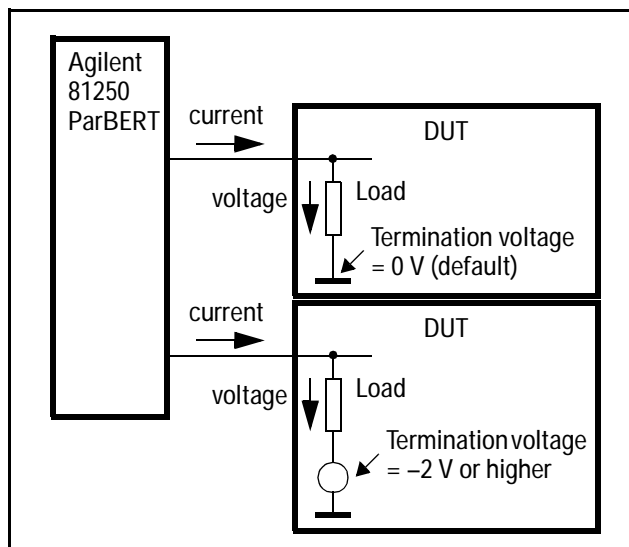 Agilent
81250
ParBERT
current
DUT
voltage
Load
Termination voltage
= 0 V (default)
current
DUT
voltage
Load
Termination voltage
= –2 V or higher